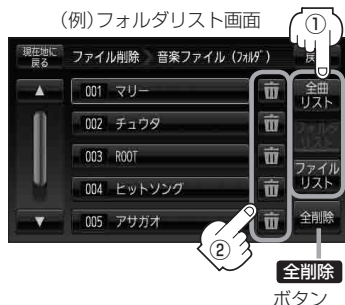 (例)フォルダリスト画面
①
現在地に
戻る
ファイル削除 音楽ファイル (フォルダ)
戻
▲
001 マリー
全曲
リスト
002 チュウタ
フォルダ
リスト
003 ROOT
ファイル
リスト
004 ヒットソング
▼
005 アサガオ
全削除
②
全削除
ボタン